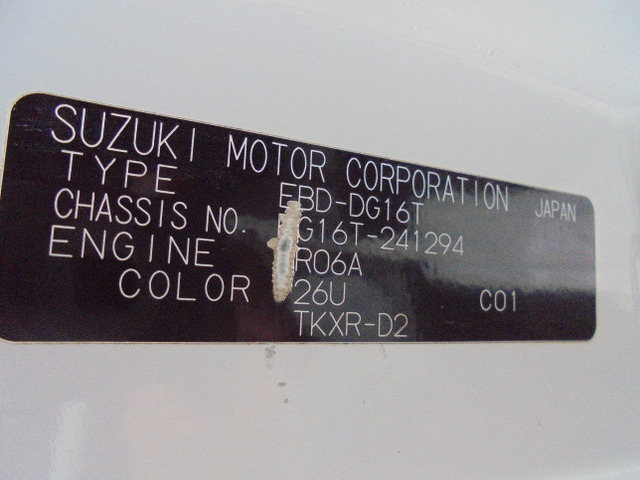 SUZUKI MOTOR CORPORATION JAPAN
TYPE EBD-DG16T
CHASSIS NO. G16T-241294
ENGINE R06A
COLOR 26U C01
TKXR-D2